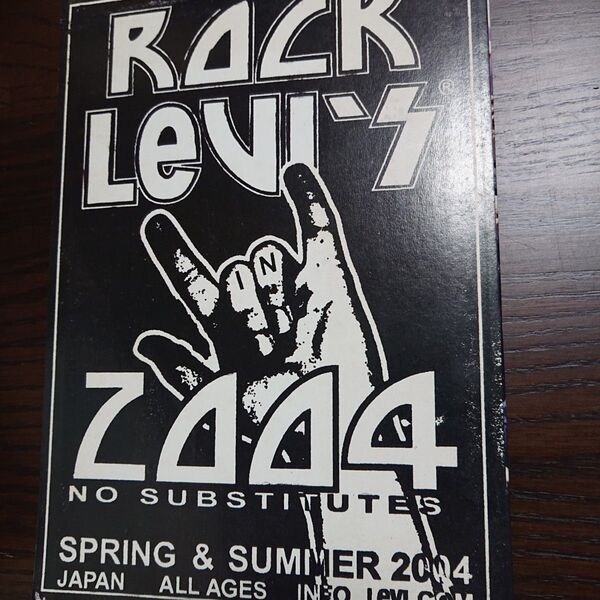 ROCK
LeVI'S®
IN
2004
NO SUBSTITUTES
SPRING & SUMMER 2004
JAPAN ALL AGES INFO Levi.COM